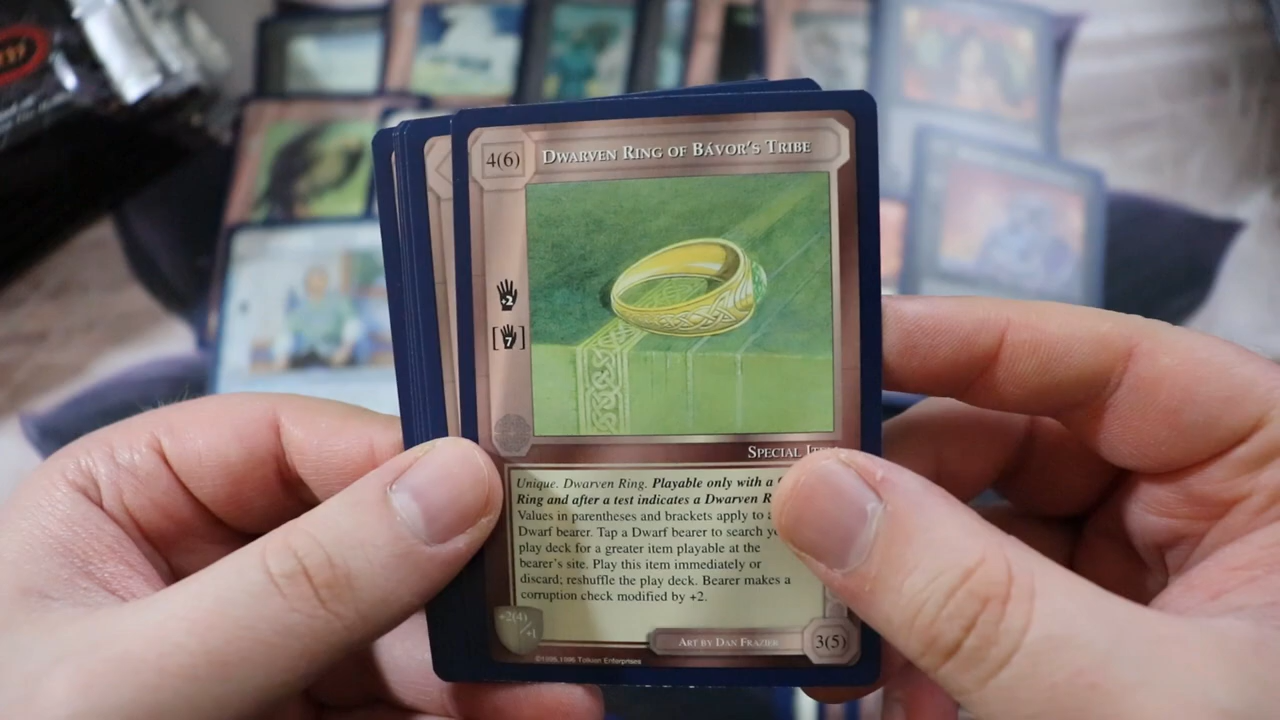 4(6)
DWARVEN RING OF BÁVOR'S TRIBE
+2
[7]
SPECIAL
Unique. Dwarven Ring. Playable only with a
Ring and after a test indicates a Dwarven
Values in parentheses and brackets apply to
Dwarf bearer. Tap a Dwarf bearer to search
play deck for a greater item playable at the
bearer's site. Play this item immediately or
discard; reshuffle the play deck. Bearer makes a
corruption check modified by +2.
+2(4)/+1
ART BY DAN FRAZIER
3(5)
©1995,1996 Tolkien Enterprises